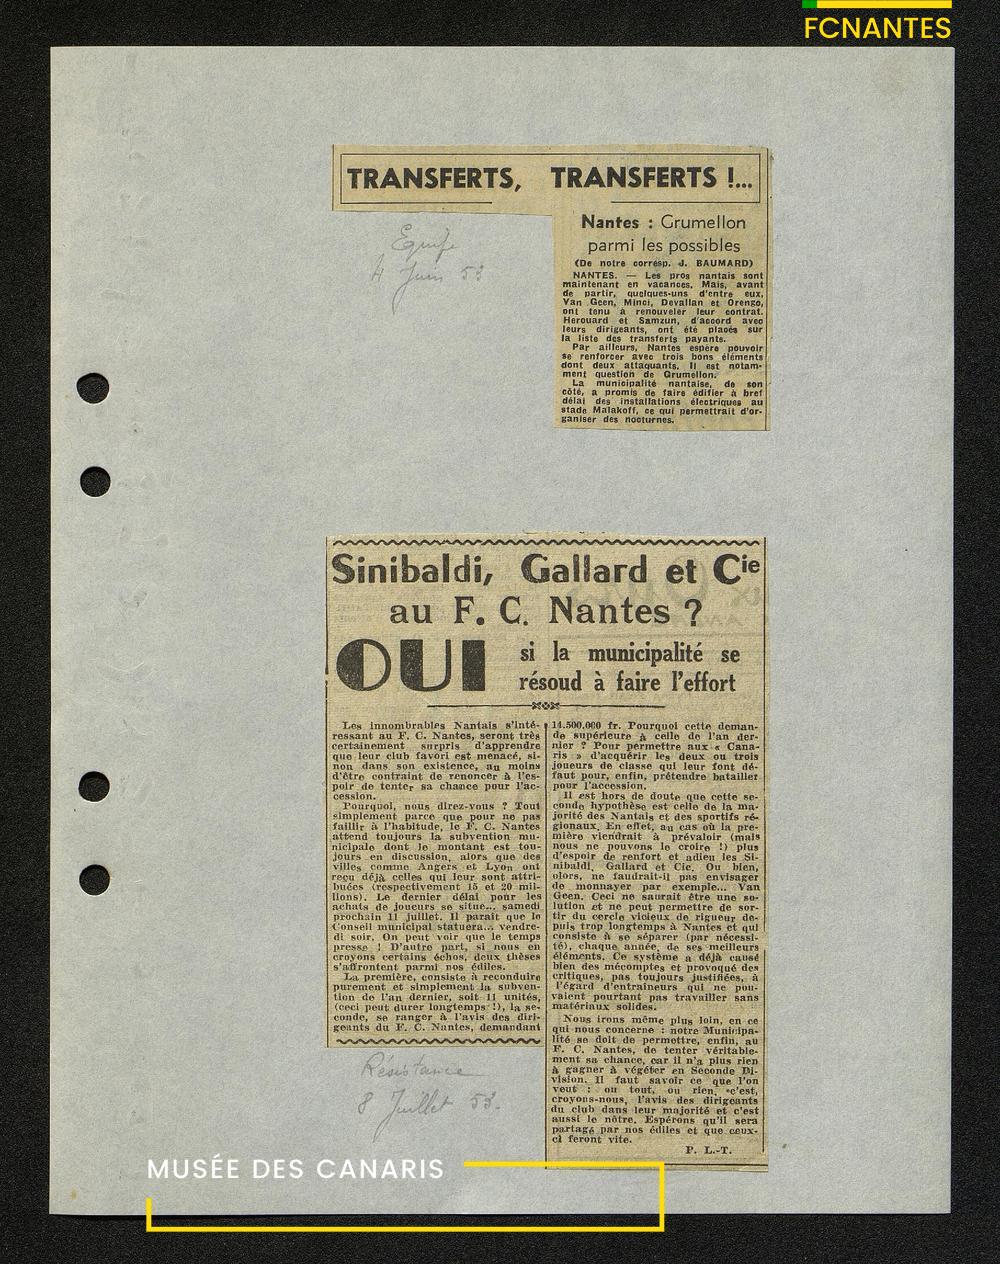 FCNANTES
TRANSFERTS, TRANSFERTS !...
Nantes : Grumellon
parmi les possibles
(De notre corresp. J. BAUMARD)
NANTES. — Les pros nantais sont
maintenant en vacances. Mais, avant
de partir, quelques-uns d'entre eux,
Van Geen, Minci, Devallan et Orengo,
ont tenu à renouveler leur contrat.
Herouard et Samzun, d'accord avec
leurs dirigeants, ont été placés sur
la liste des transferts payants.
Par ailleurs, Nantes espère pouvoir
se renforcer avec trois bons éléments
dont deux attaquants. Il est notam-
ment question de Grumellon.
La municipalité nantaise, de son
côté, a promis de faire édifier à bref
délai des installations électriques au
stade Malakoff, ce qui permettrait d'or-
ganiser des nocturnes.
Equipe
4 Juin 53
Sinibaldi, Gallard et Cie
au F. C. Nantes ?
OUI si la municipalité se
résoud à faire l'effort
Les innombrables Nantais s'inté-
ressant au F. C. Nantes, seront très
certainement surpris d'apprendre
que leur club favori est menacé, si-
non dans son existence, au moins
d'être contraint de renoncer à l'es-
poir de tenter sa chance pour l'ac-
cession.
Pourquoi, nous direz-vous ? Tout
simplement parce que pour ne pas
faillir à l'habitude, le F. C. Nantes
attend toujours la subvention mu-
nicipale dont le montant est tou-
jours en discussion, alors que des
villes comme Angers et Lyon ont
reçu déjà celles qui leur sont attri-
buées (respectivement 15 et 20 mil-
lions). Le dernier délai pour les
achats de joueurs se situe... samedi
prochain 11 juillet. Il paraît que le
Conseil municipal statuera... vendre-
di soir. On peut voir que le temps
presse ! D'autre part, si nous en
croyons certains échos, deux thèses
s'affrontent parmi nos édiles.
La première, consiste à reconduire
purement et simplement la subven-
tion de l'an dernier, soit 11 unités,
(ceci peut durer longtemps !), la se-
conde, se ranger à l'avis des diri-
geants du F. C. Nantes, demandant
14.500.000 fr. Pourquoi cette deman-
de supérieure à celle de l'an der-
nier ? Pour permettre aux « Cana-
ris » d'acquérir les deux ou trois
joueurs de classe qui leur font dé-
faut pour, enfin, prétendre batailler
pour l'accession.
Il est hors de doute que cette se-
conde hypothèse est celle de la ma-
jorité des Nantais et des sportifs ré-
gionaux. En effet, au cas où la pre-
mière viendrait à prévaloir (mais
nous ne pouvons le croire !) plus
d'espoir de renfort et adieu les Si-
nibaldi, Gallard et Cie. Ou bien,
alors, ne faudrait-il pas envisager
de monnayer par exemple... Van
Geen. Ceci ne saurait être une so-
lution et ne peut permettre de sor-
tir du cercle vicieux de rigueur de-
puis trop longtemps à Nantes et qui
consiste à se séparer (par nécessi-
té), chaque année, de ses meilleurs
éléments. Ce système a déjà causé
bien des mécomptes et provoqué des
critiques, pas toujours justifiées, à
l'égard d'entraîneurs qui ne pou-
vaient pourtant pas travailler sans
matériaux solides.
Nous irons même plus loin, en ce
qui nous concerne : notre Municipa-
lité se doit de permettre, enfin, au
F. C. Nantes, de tenter véritable-
ment sa chance, car il n'a plus rien
à gagner à végéter en Seconde Di-
vision. Il faut savoir ce que l'on
veut : ou tout, ou rien, c'est,
croyons-nous, l'avis des dirigeants
du club dans leur majorité et c'est
aussi le nôtre. Espérons qu'il sera
partagé par nos édiles et que ceux-
ci feront vite.
P. L.-T.
Résistance
8 Juillet 53.
MUSÉE DES CANARIS